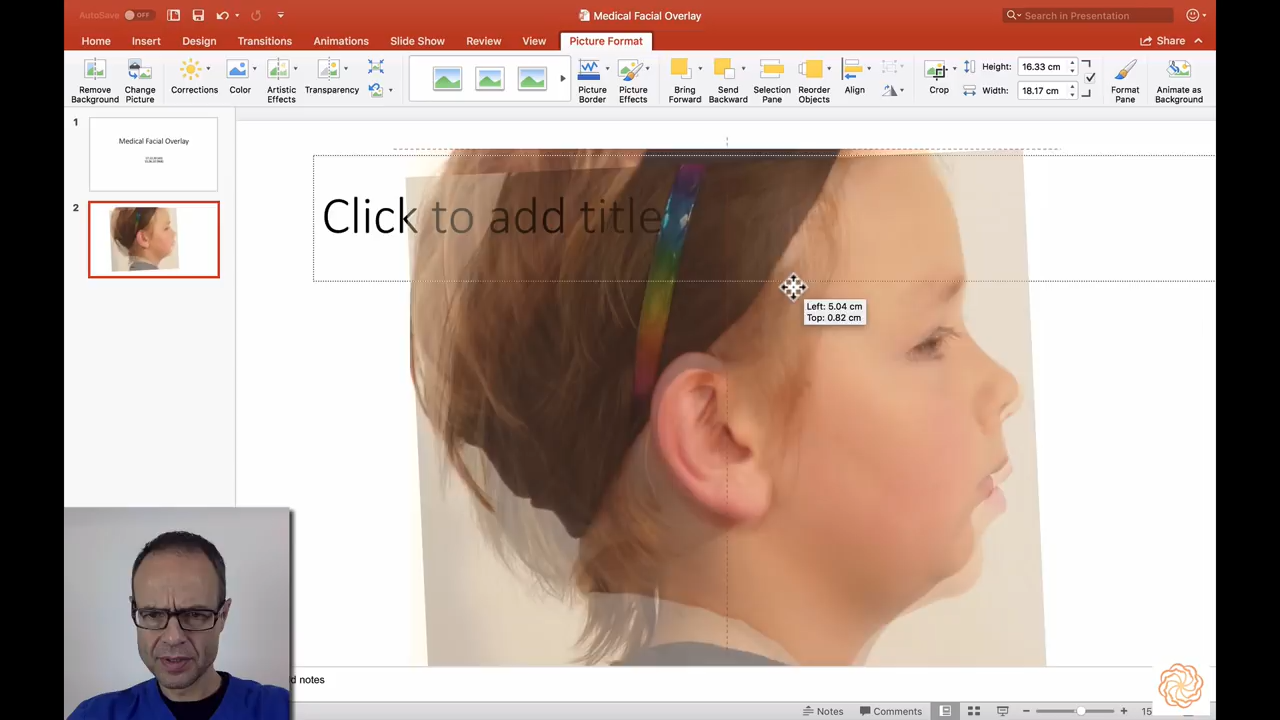 AutoSave OFF
Medical Facial Overlay
Search in Presentation
Home Insert Design Transitions Animations Slide Show Review View Picture Format
Share
Remove Background
Change Picture
Corrections
Color
Artistic Effects
Transparency
Picture Border
Picture Effects
Bring Forward
Send Backward
Selection Pane
Reorder Objects
Align
Crop
Height: 16.33 cm
Width: 18.17 cm
Format Pane
Animate as Background
1
Medical Facial Overlay
2
Click to add title
Left: 5.04 cm
Top: 0.82 cm
d notes
Notes
Comments
15